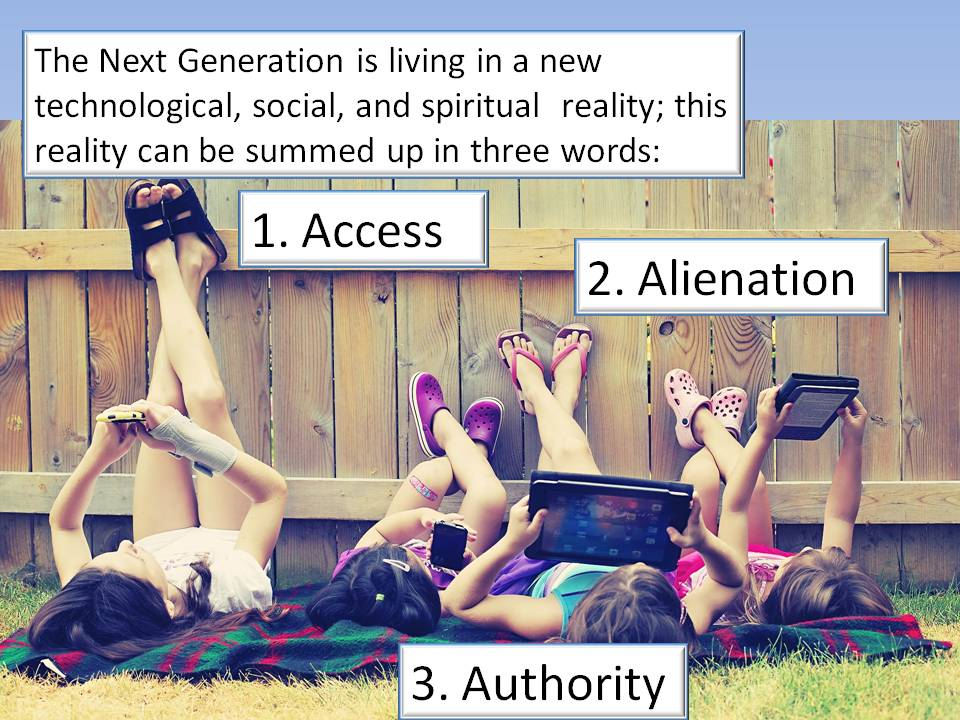 The Next Generation is living in a new
technological, social, and spiritual  reality; this
reality can be summed up in three words:
1. Access
2. Alienation
3. Authority